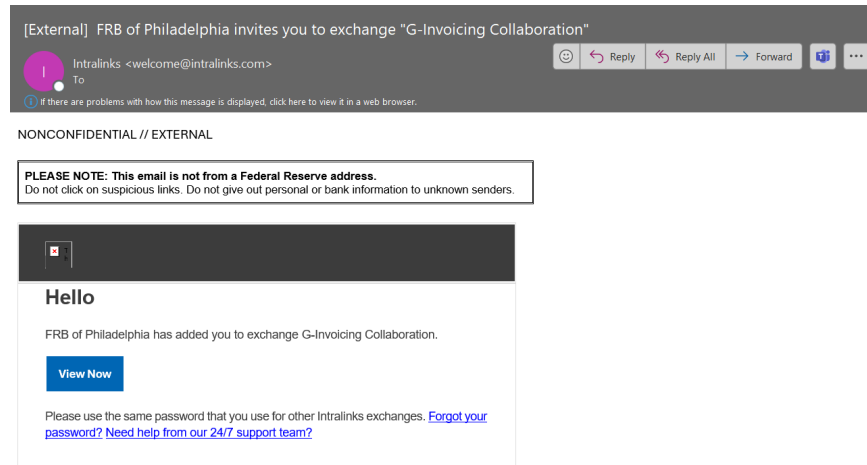 [External] FRB of Philadelphia invites you to exchange "G-Invoicing Collaboration"
I
Intralinks <welcome@intralinks.com>
To
Reply
Reply All
Forward
If there are problems with how this message is displayed, click here to view it in a web browser.
NONCONFIDENTIAL // EXTERNAL
PLEASE NOTE: This email is not from a Federal Reserve address.
Do not click on suspicious links. Do not give out personal or bank information to unknown senders.
Hello
FRB of Philadelphia has added you to exchange G-Invoicing Collaboration.
View Now
Please use the same password that you use for other Intralinks exchanges. Forgot your
password? Need help from our 24/7 support team?